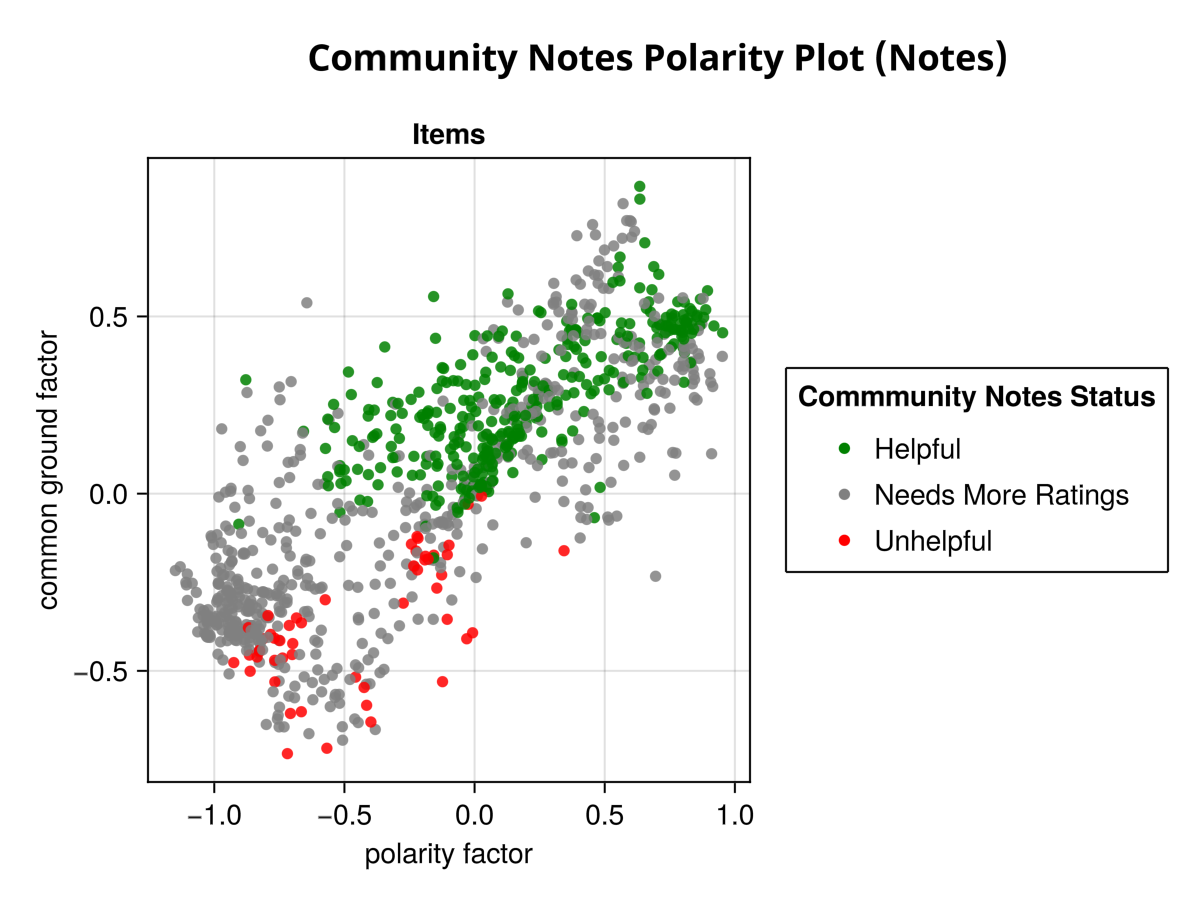 Community Notes Polarity Plot (Notes)
Items
common ground factor
0.5
0.0
−0.5
−1.0 −0.5 0.0 0.5 1.0
polarity factor
Commmunity Notes Status
Helpful
Needs More Ratings
Unhelpful